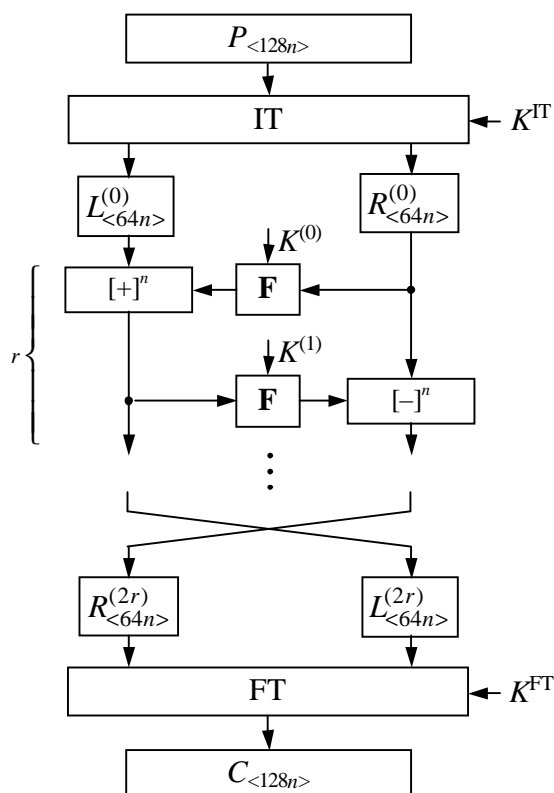 P<128n>
IT
K^IT
L^(0)<64n>
R^(0)<64n>
K^(0)
[+]^n
F
r
K^(1)
F
[–]^n
R^(2r)<64n>
L^(2r)<64n>
FT
K^FT
C<128n>